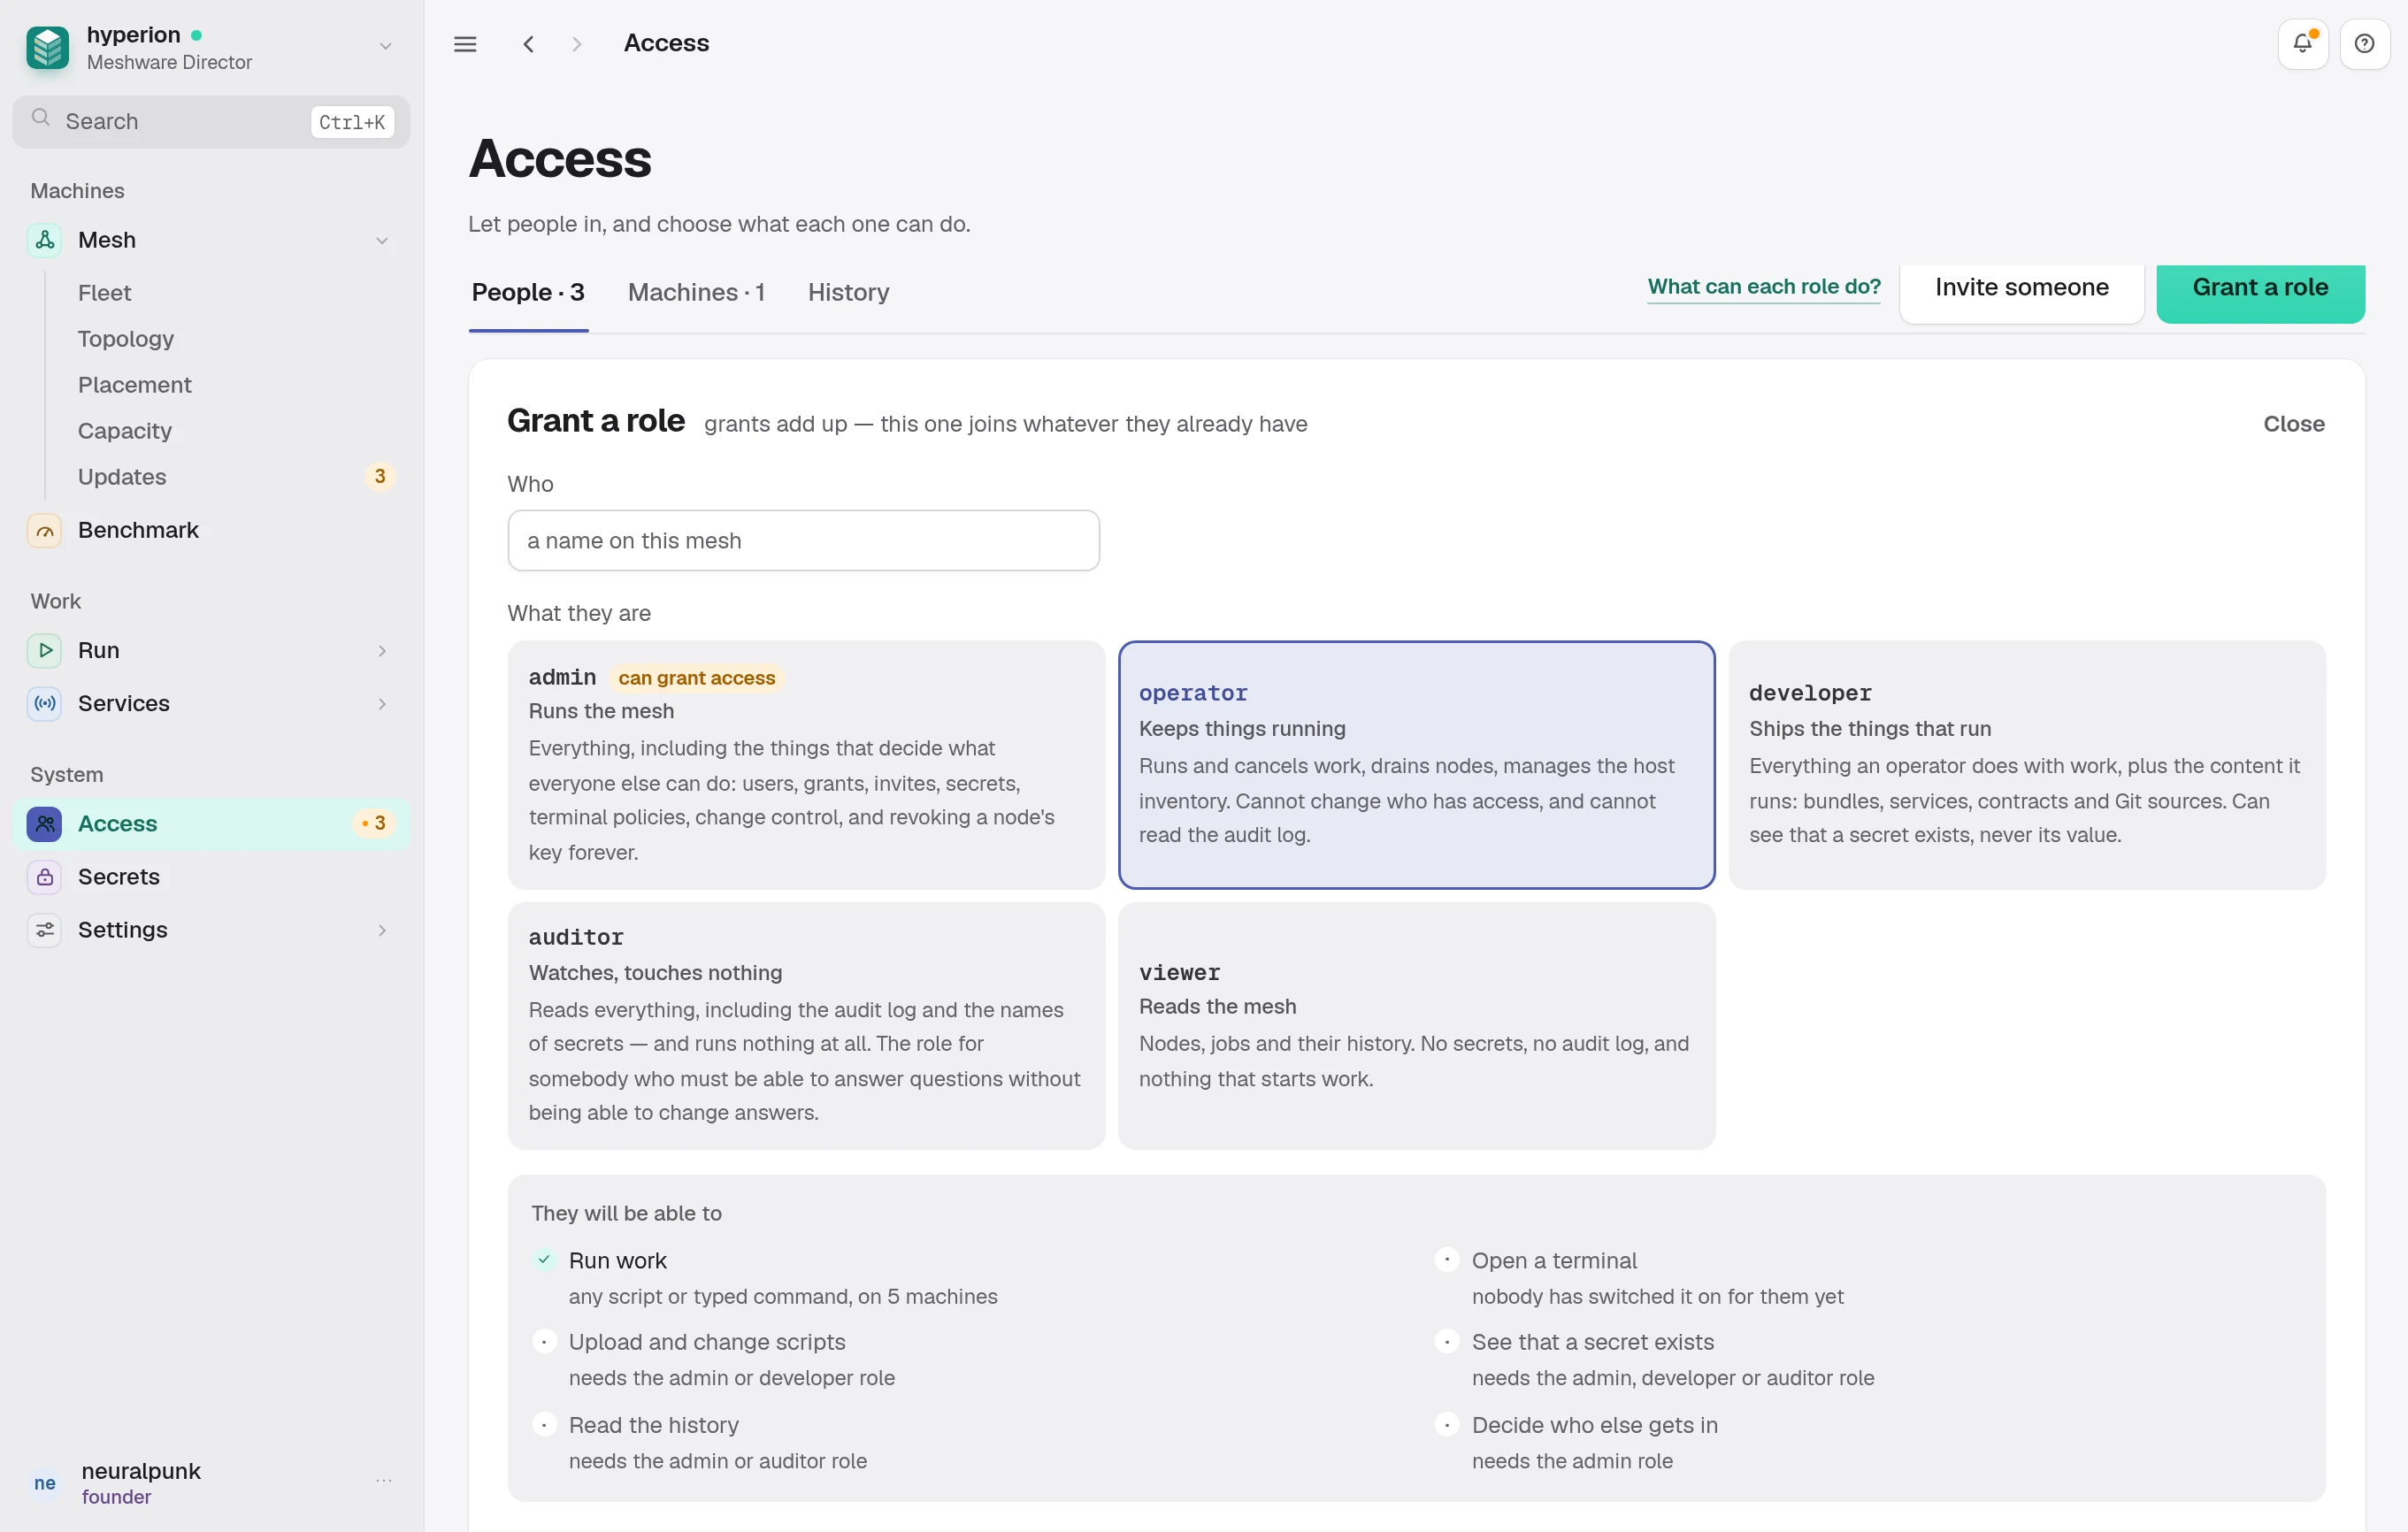 hyperion
Meshware Director
Search
Ctrl+K
Machines
Mesh
Fleet
Topology
Placement
Capacity
Updates
3
Benchmark
Work
Run
Services
System
Access
3
Secrets
Settings
ne
neuralpunk
founder
Access
Access
Let people in, and choose what each one can do.
People · 3
Machines · 1
History
What can each role do?
Invite someone
Grant a role
Grant a role grants add up — this one joins whatever they already have
Close
Who
a name on this mesh
What they are
admin can grant access
Runs the mesh
Everything, including the things that decide what
everyone else can do: users, grants, invites, secrets,
terminal policies, change control, and revoking a node's
key forever.
operator
Keeps things running
Runs and cancels work, drains nodes, manages the host
inventory. Cannot change who has access, and cannot
read the audit log.
developer
Ships the things that run
Everything an operator does with work, plus the content it
runs: bundles, services, contracts and Git sources. Can
see that a secret exists, never its value.
auditor
Watches, touches nothing
Reads everything, including the audit log and the names
of secrets — and runs nothing at all. The role for
somebody who must be able to answer questions without
being able to change answers.
viewer
Reads the mesh
Nodes, jobs and their history. No secrets, no audit log, and
nothing that starts work.
They will be able to
Run work
any script or typed command, on 5 machines
Open a terminal
nobody has switched it on for them yet
Upload and change scripts
needs the admin or developer role
See that a secret exists
needs the admin, developer or auditor role
Read the history
needs the admin or auditor role
Decide who else gets in
needs the admin role